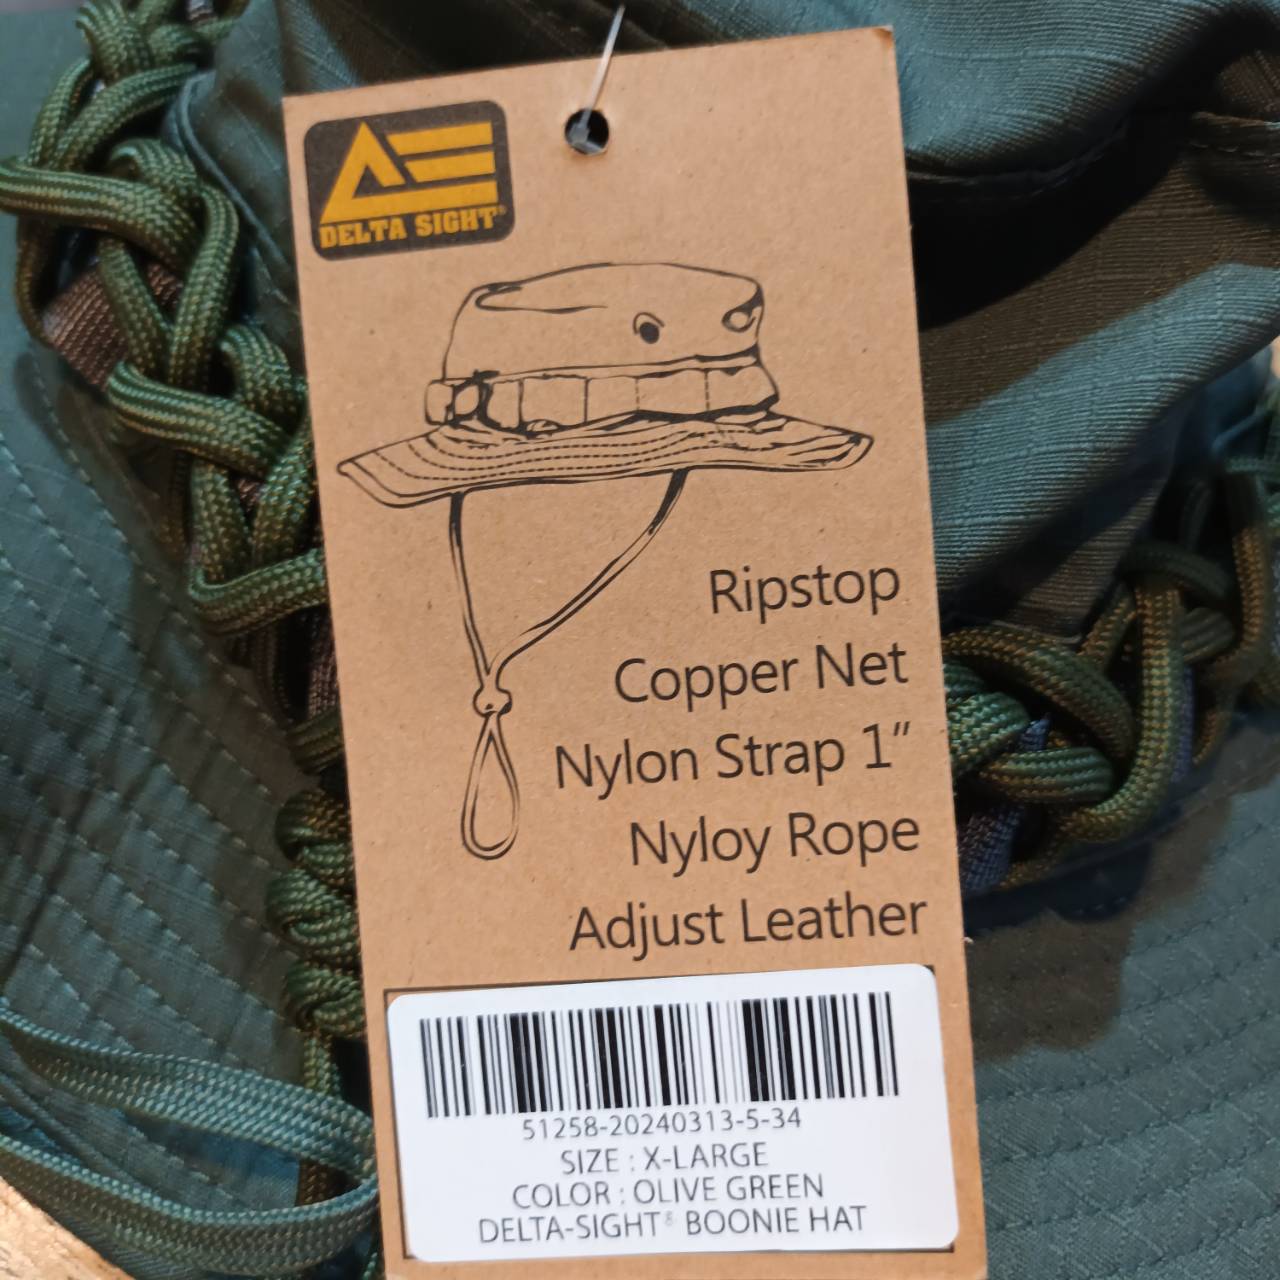 DELTA SIGHT®
Ripstop
Copper Net
Nylon Strap 1"
Nyloy Rope
Adjust Leather
51258-20240313-5-34
SIZE : X-LARGE
COLOR : OLIVE GREEN
DELTA-SIGHT® BOONIE HAT